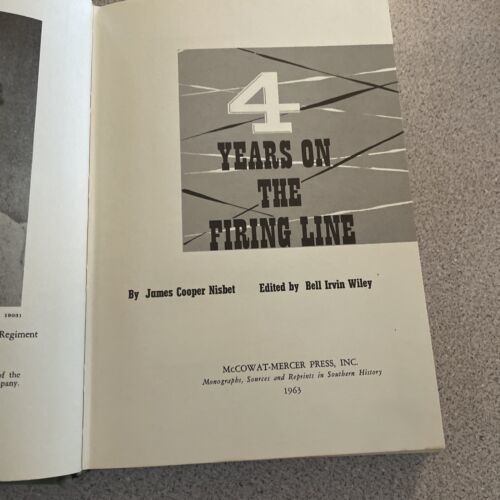 1903)
Regiment
of the
pany.
4
YEARS ON
THE
FIRING LINE
By James Cooper Nisbet Edited by Bell Irvin Wiley
McCOWAT-MERCER PRESS, INC.
Monographs, Sources and Reprints in Southern History
1963